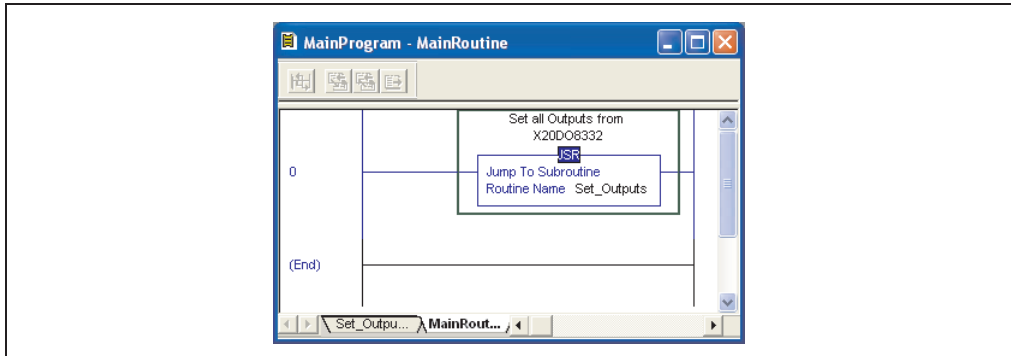 MainProgram - MainRoutine
Set all Outputs from
X20DO8332
JSR
0
Jump To Subroutine
Routine Name Set_Outputs
(End)
Set_Outpu... MainRout...